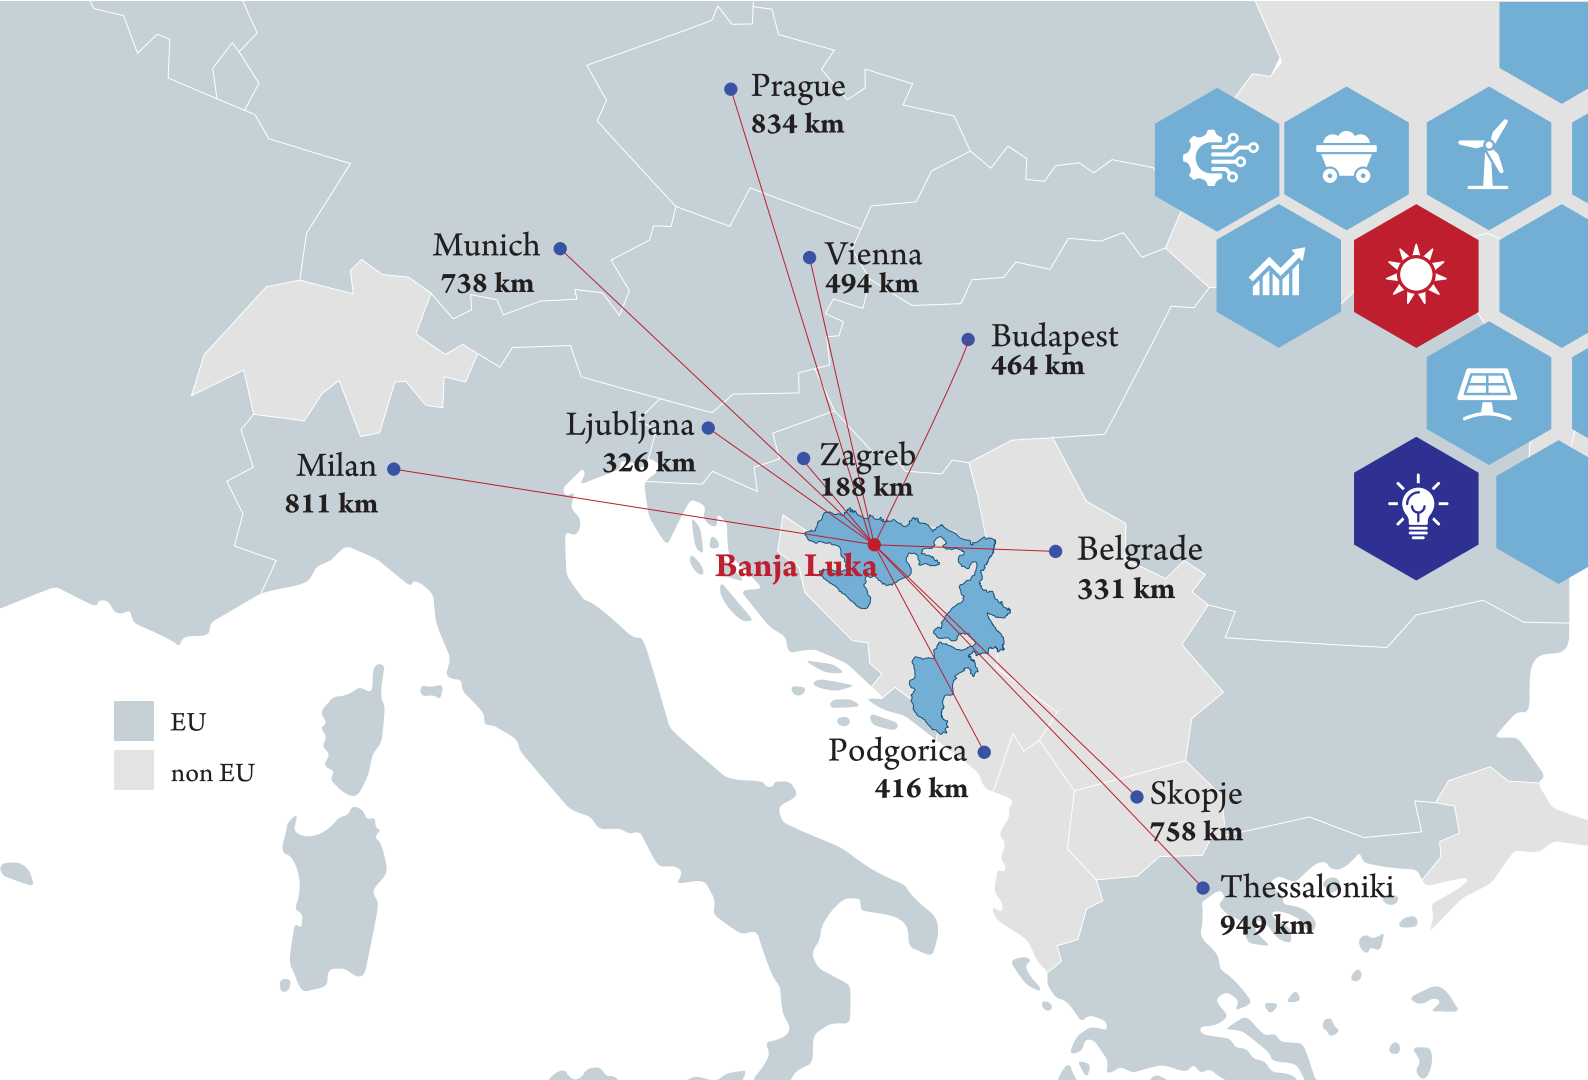 Prague
834 km
Munich
738 km
Vienna
494 km
Budapest
464 km
Ljubljana
326 km
Zagreb
188 km
Milan
811 km
Banja Luka
Belgrade
331 km
EU
non EU
Podgorica
416 km
Skopje
758 km
Thessaloniki
949 km